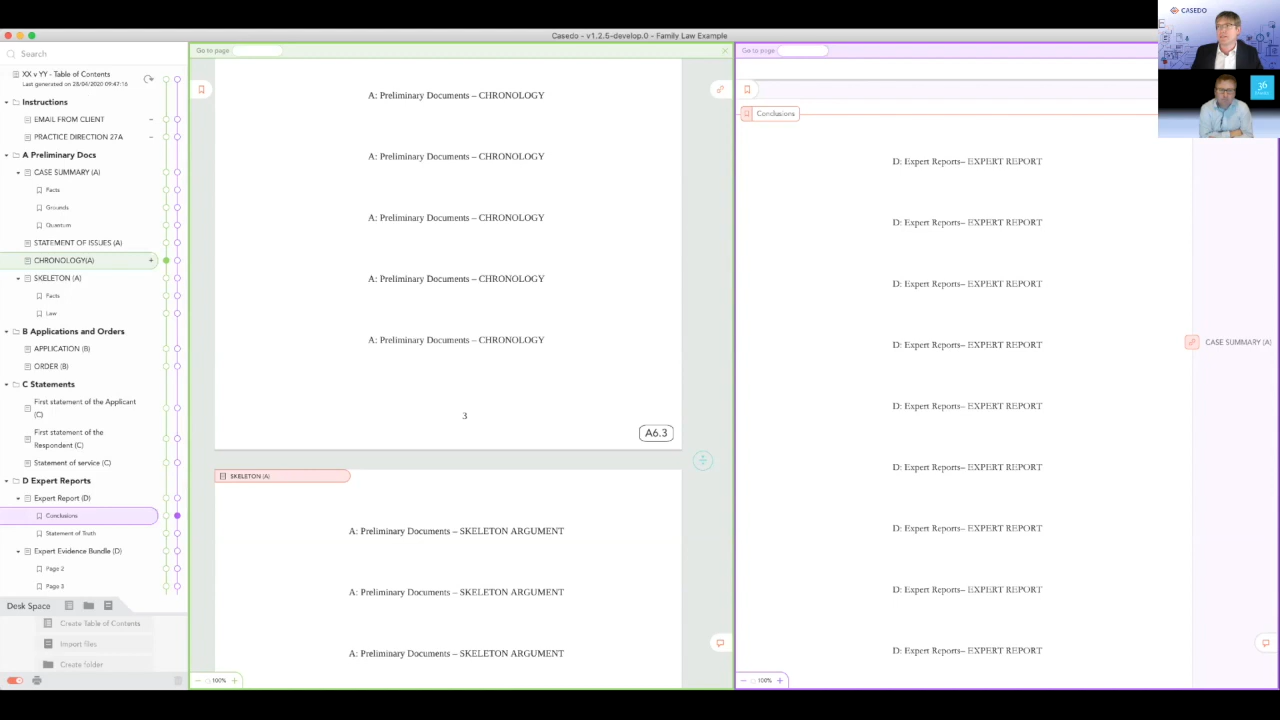 Casedo - v1.2.5-develop.0 - Family Law Example
Search
XX v YY - Table of Contents
Last generated on 28/04/2020 09:47:16
Instructions
EMAIL FROM CLIENT
PRACTICE DIRECTION 27A
A Preliminary Docs
CASE SUMMARY (A)
Facts
Grounds
Quantum
STATEMENT OF ISSUES (A)
CHRONOLOGY(A)
SKELETON (A)
Facts
Law
B Applications and Orders
APPLICATION (B)
ORDER (B)
C Statements
First statement of the Applicant
(C)
First statement of the
Respondent (C)
Statement of service (C)
D Expert Reports
Expert Report (D)
Conclusions
Statement of Truth
Expert Evidence Bundle (D)
Page 2
Page 3
Desk Space
Create Table of Contents
Import files
Create folder
Go to page
A: Preliminary Documents – CHRONOLOGY
A: Preliminary Documents – CHRONOLOGY
A: Preliminary Documents – CHRONOLOGY
A: Preliminary Documents – CHRONOLOGY
A: Preliminary Documents – CHRONOLOGY
3
A6.3
SKELETON (A)
A: Preliminary Documents – SKELETON ARGUMENT
A: Preliminary Documents – SKELETON ARGUMENT
A: Preliminary Documents – SKELETON ARGUMENT
100%
Go to page
Conclusions
D: Expert Reports– EXPERT REPORT
D: Expert Reports– EXPERT REPORT
D: Expert Reports– EXPERT REPORT
D: Expert Reports– EXPERT REPORT
D: Expert Reports– EXPERT REPORT
D: Expert Reports– EXPERT REPORT
D: Expert Reports– EXPERT REPORT
D: Expert Reports– EXPERT REPORT
D: Expert Reports– EXPERT REPORT
CASE SUMMARY (A)
100%
CASEDO
36